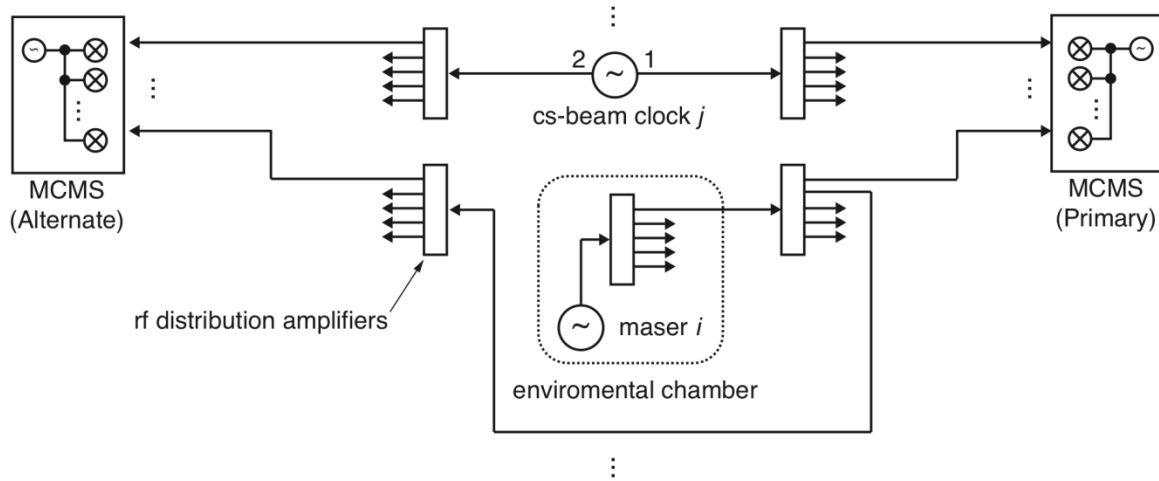 2 1
cs-beam clock j
MCMS
(Alternate)
MCMS
(Primary)
rf distribution amplifiers
maser i
enviromental chamber